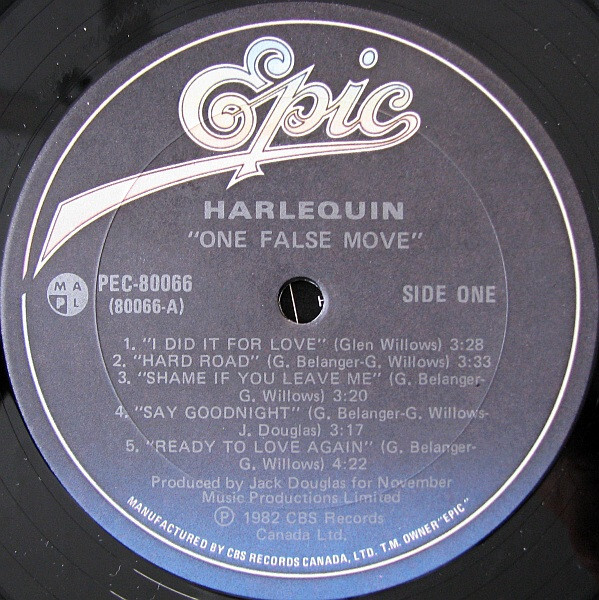 Epic
HARLEQUIN
"ONE FALSE MOVE"
M A
P L
PEC-80066
(80066-A)
SIDE ONE
1. "I DID IT FOR LOVE" (Glen Willows) 3:28
2. "HARD ROAD" (G. Belanger-G. Willows) 3:33
3. "SHAME IF YOU LEAVE ME" (G. Belanger-
G. Willows) 3:20
4. "SAY GOODNIGHT" (G. Belanger-G. Willows-
J. Douglas) 3:17
5. "READY TO LOVE AGAIN" (G. Belanger-
G. Willows) 4:22
Produced by Jack Douglas for November
Music Productions Limited
Ⓟ 1982 CBS Records
Canada Ltd.
MANUFACTURED BY CBS RECORDS CANADA, LTD. T.M. OWNER "EPIC"